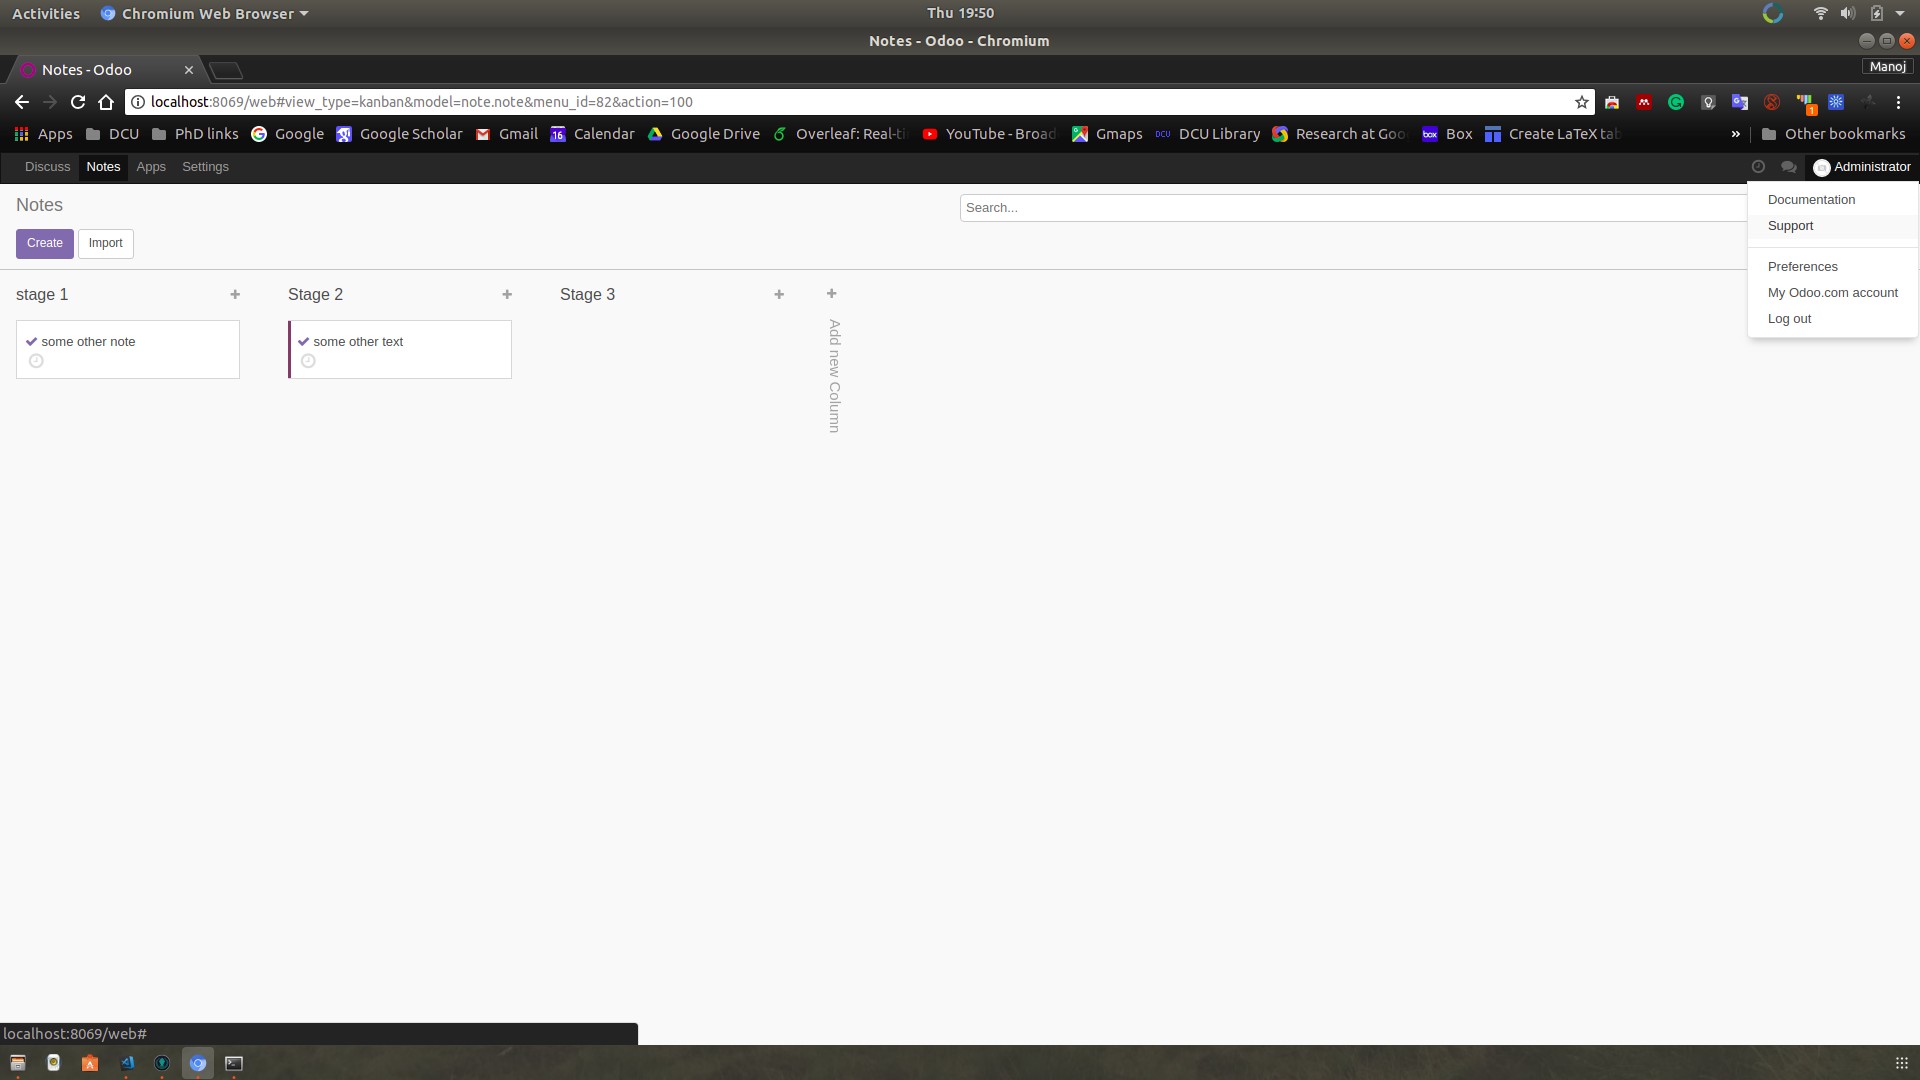 Activities Chromium Web Browser Thu 19:50
Notes - Odoo - Chromium
Notes - Odoo Manoj
localhost:8069/web#view_type=kanban&model=note.note&menu_id=82&action=100
Apps DCU PhD links Google Google Scholar Gmail 16 Calendar Google Drive Overleaf: Real-ti YouTube - Broad Gmaps DCU DCU Library Research at Goo box Box Create LaTeX tab » Other bookmarks
Discuss Notes Apps Settings Administrator
Notes Search...
Create Import
Documentation
Support
Preferences
My Odoo.com account
Log out
stage 1 Stage 2 Stage 3
some other note some other text
Add new Column
localhost:8069/web#